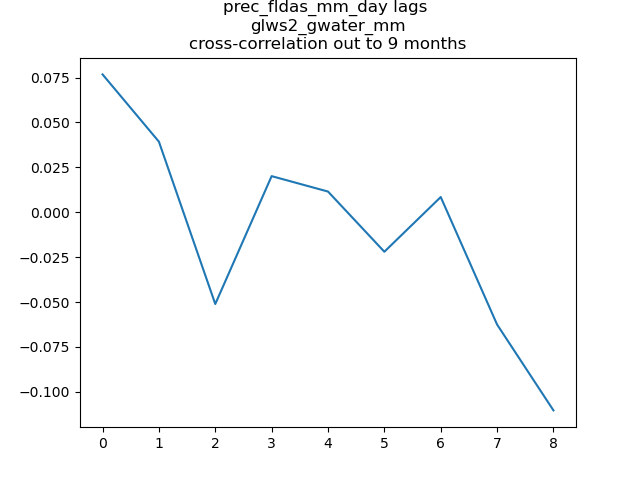 prec_fldas_mm_day lags
glws2_gwater_mm
cross-correlation out to 9 months
0.075
0.050
0.025
0.000
−0.025
−0.050
−0.075
−0.100
0 1 2 3 4 5 6 7 8